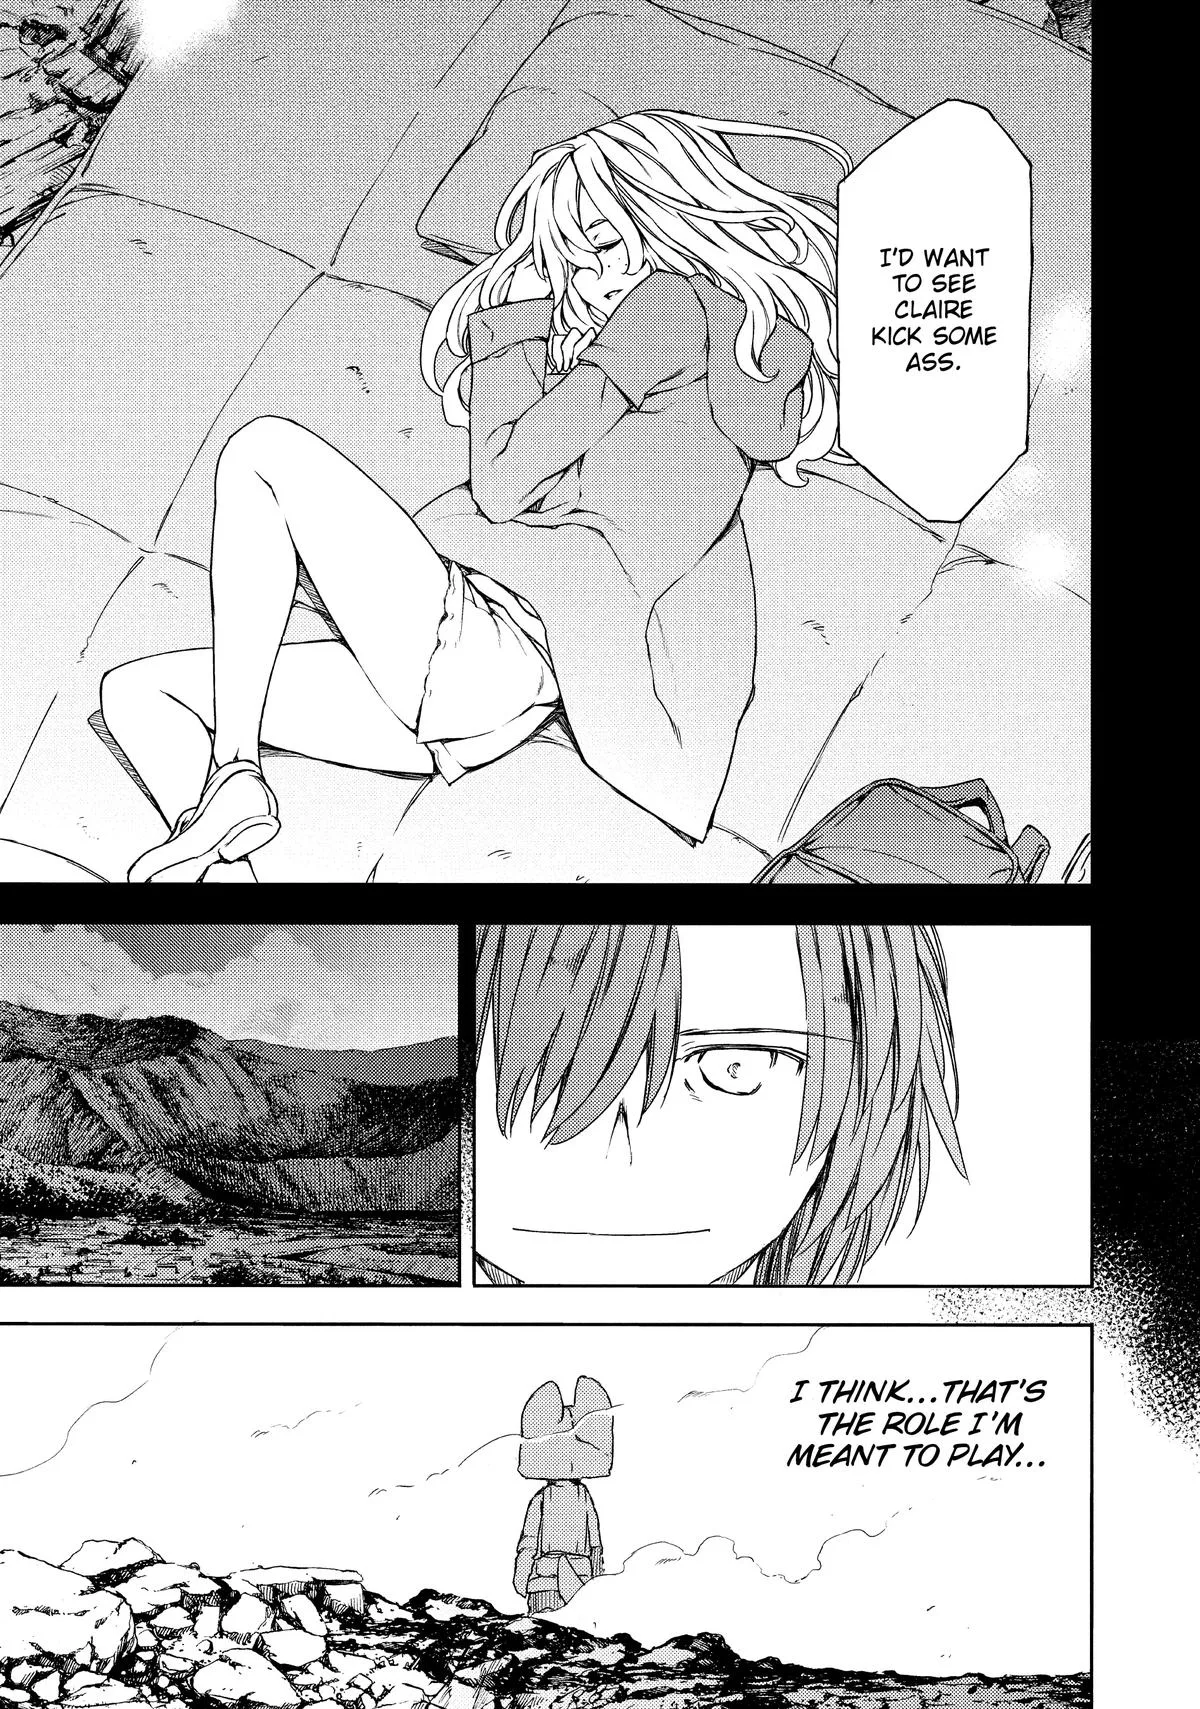 I'D WANT
TO SEE
CLAIRE
KICK SOME
ASS.
I THINK...THAT'S
THE ROLE I'M
MEANT TO PLAY...